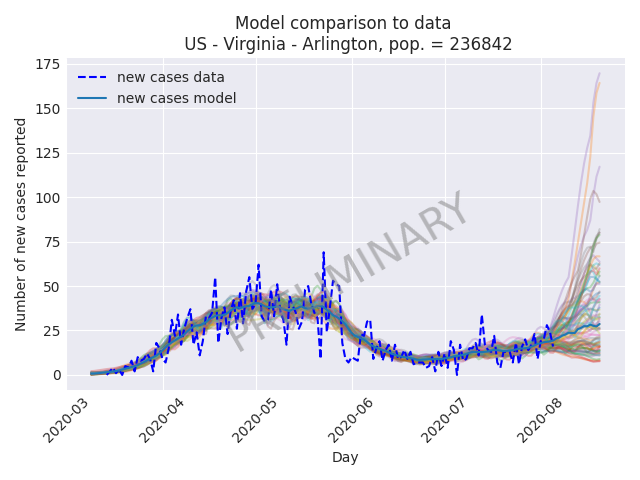 Model comparison to data
US - Virginia - Arlington, pop. = 236842
175
150
125
100
75
50
25
0
Number of new cases reported
new cases data
new cases model
PRELIMINARY
2020-03
2020-04
2020-05
2020-06
2020-07
2020-08
Day